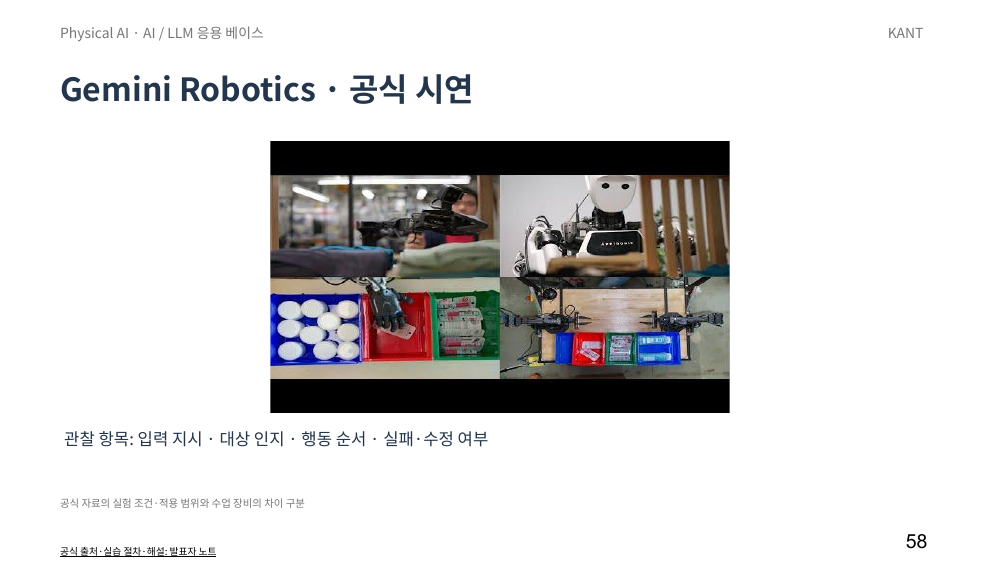 Physical AI · AI / LLM 응용 베이스
KANT
Gemini Robotics · 공식 시연
APPTRONIK
관찰 항목: 입력 지시 · 대상 인지 · 행동 순서 · 실패·수정 여부
공식 자료의 실험 조건·적용 범위와 수업 장비의 차이 구분
공식 출처·실습 절차·해설: 발표자 노트
58